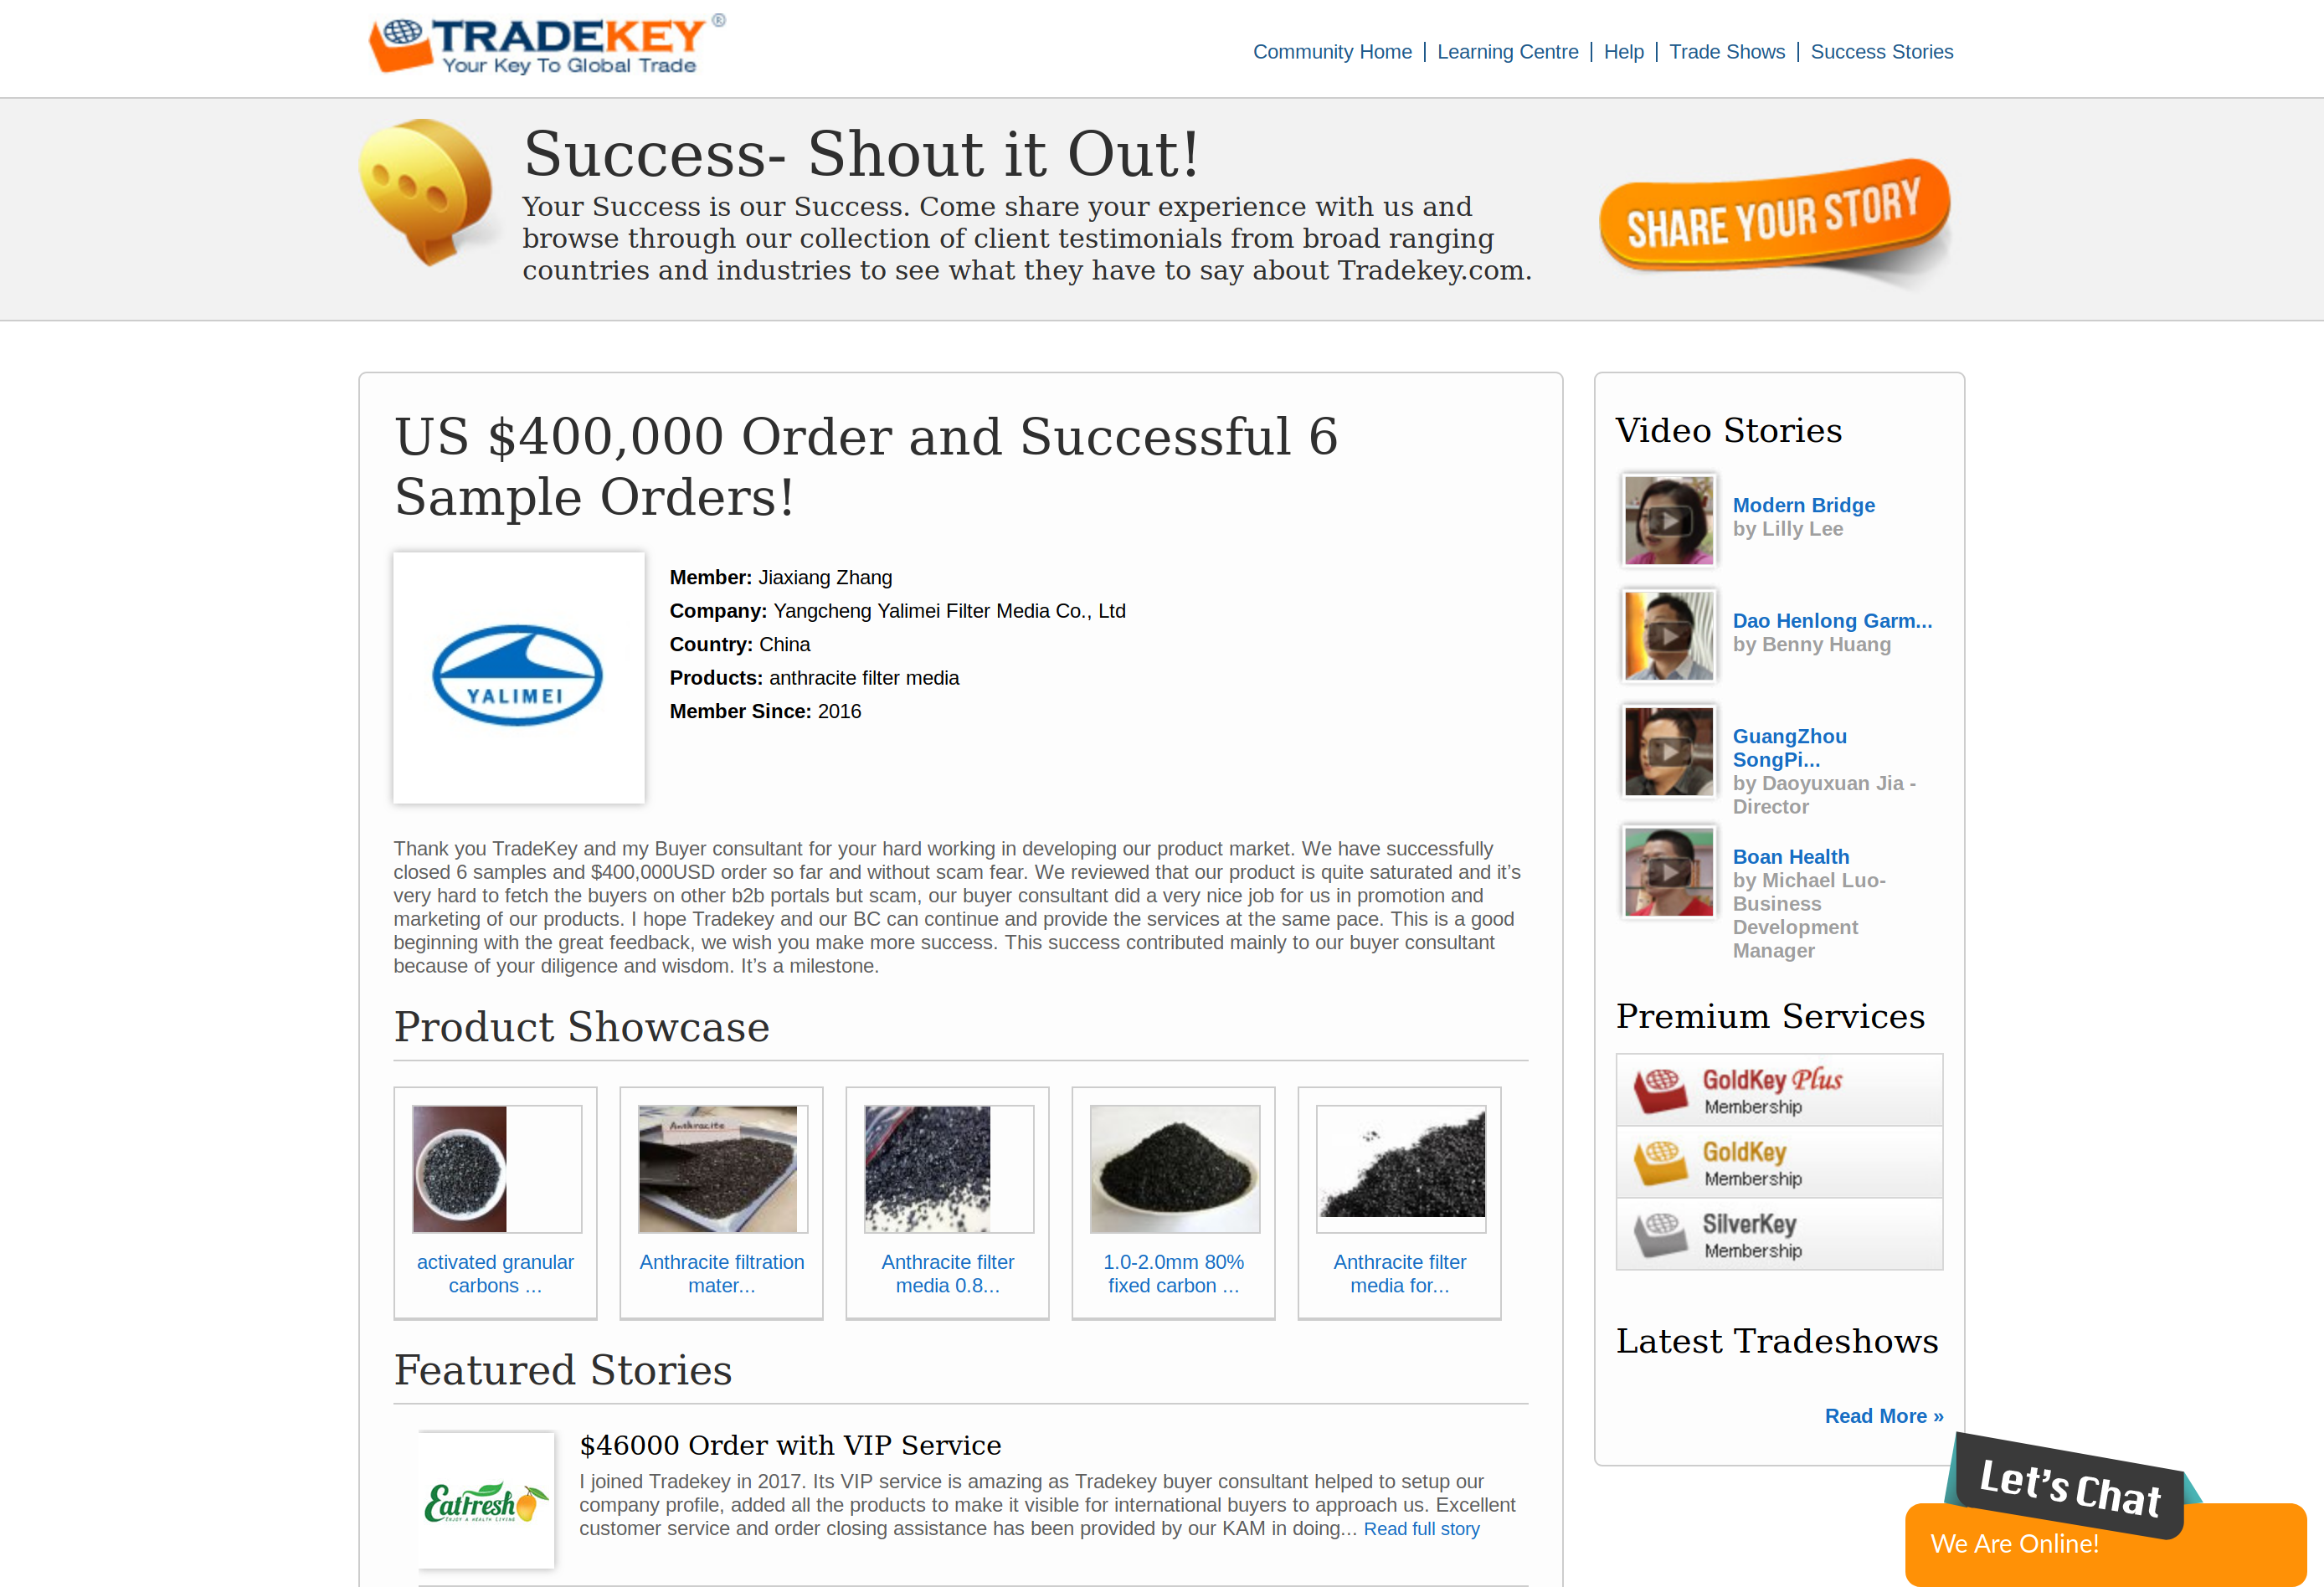 TRADEKEY ®
Your Key To Global Trade
Community Home | Learning Centre | Help | Trade Shows | Success Stories
Success- Shout it Out!
Your Success is our Success. Come share your experience with us and
browse through our collection of client testimonials from broad ranging
countries and industries to see what they have to say about Tradekey.com.
SHARE YOUR STORY
US $400,000 Order and Successful 6
Sample Orders!
YALIMEI
Member: Jiaxiang Zhang
Company: Yangcheng Yalimei Filter Media Co., Ltd
Country: China
Products: anthracite filter media
Member Since: 2016
Thank you TradeKey and my Buyer consultant for your hard working in developing our product market. We have successfully
closed 6 samples and $400,000USD order so far and without scam fear. We reviewed that our product is quite saturated and it’s
very hard to fetch the buyers on other b2b portals but scam, our buyer consultant did a very nice job for us in promotion and
marketing of our products. I hope Tradekey and our BC can continue and provide the services at the same pace. This is a good
beginning with the great feedback, we wish you make more success. This success contributed mainly to our buyer consultant
because of your diligence and wisdom. It’s a milestone.
Product Showcase
Anthracite
activated granular
carbons ...
Anthracite filtration
mater...
Anthracite filter
media 0.8...
1.0-2.0mm 80%
fixed carbon ...
Anthracite filter
media for...
Featured Stories
Eatfresh
ENJOY A HEALTH LIVING
$46000 Order with VIP Service
I joined Tradekey in 2017. Its VIP service is amazing as Tradekey buyer consultant helped to setup our
company profile, added all the products to make it visible for international buyers to approach us. Excellent
customer service and order closing assistance has been provided by our KAM in doing... Read full story
Video Stories
Modern Bridge
by Lilly Lee
Dao Henlong Garm...
by Benny Huang
GuangZhou
SongPi...
by Daoyuxuan Jia -
Director
Boan Health
by Michael Luo-
Business
Development
Manager
Premium Services
GoldKey Plus
Membership
GoldKey
Membership
SilverKey
Membership
Latest Tradeshows
Read More »
Let's Chat
We Are Online!